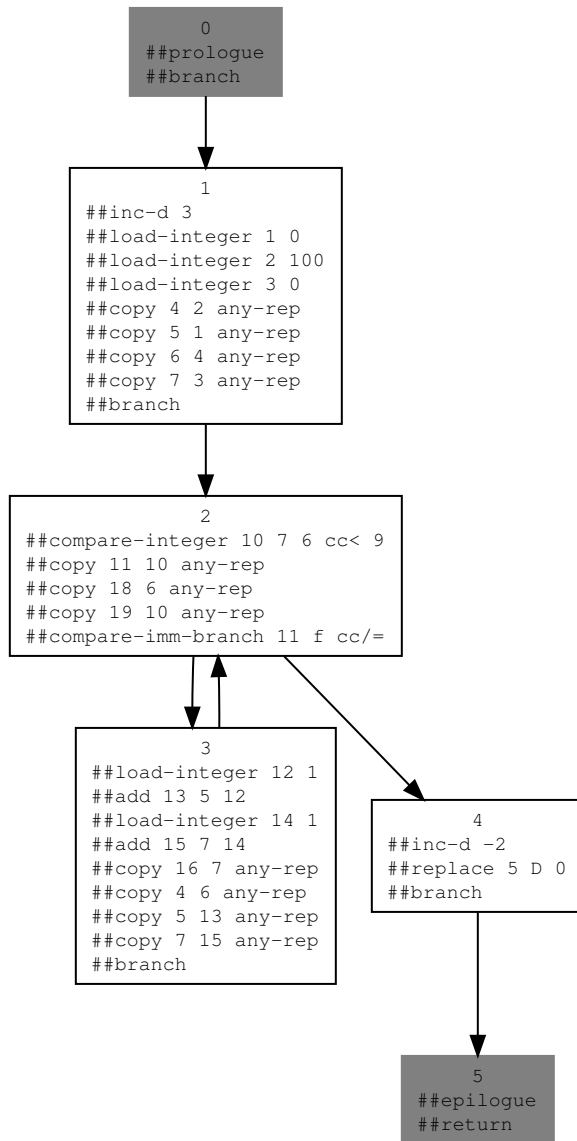 0
##prologue
##branch
1
##inc-d 3
##load-integer 1 0
##load-integer 2 100
##load-integer 3 0
##copy 4 2 any-rep
##copy 5 1 any-rep
##copy 6 4 any-rep
##copy 7 3 any-rep
##branch
2
##compare-integer 10 7 6 cc< 9
##copy 11 10 any-rep
##copy 18 6 any-rep
##copy 19 10 any-rep
##compare-imm-branch 11 f cc/=
3
##load-integer 12 1
##add 13 5 12
##load-integer 14 1
##add 15 7 14
##copy 16 7 any-rep
##copy 4 6 any-rep
##copy 5 13 any-rep
##copy 7 15 any-rep
##branch
4
##inc-d -2
##replace 5 D 0
##branch
5
##epilogue
##return